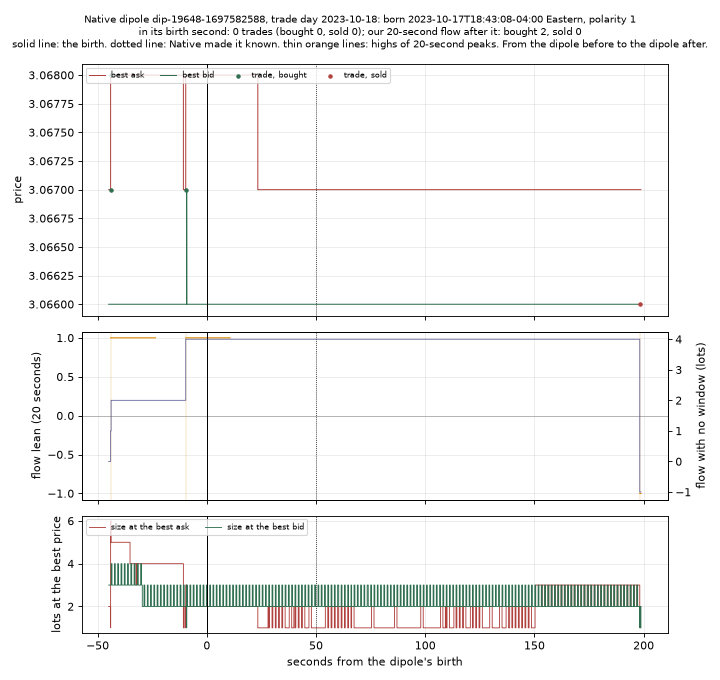 Native dipole dip-19648-1697582588, trade day 2023-10-18: born 2023-10-17T18:43:08-04:00 Eastern, polarity 1
in its birth second: 0 trades (bought 0, sold 0); our 20-second flow after it: bought 2, sold 0
solid line: the birth. dotted line: Native made it known. thin orange lines: highs of 20-second peaks. From the dipole before to the dipole after.
best ask
best bid
trade, bought
trade, sold
price
3.06800
3.06775
3.06750
3.06725
3.06700
3.06675
3.06650
3.06625
3.06600
flow lean (20 seconds)
1.0
0.5
0.0
−0.5
−1.0
4
3
2
1
0
−1
flow with no window (lots)
size at the best ask
size at the best bid
lots at the best price
6
4
2
−50
0
50
100
150
200
seconds from the dipole's birth